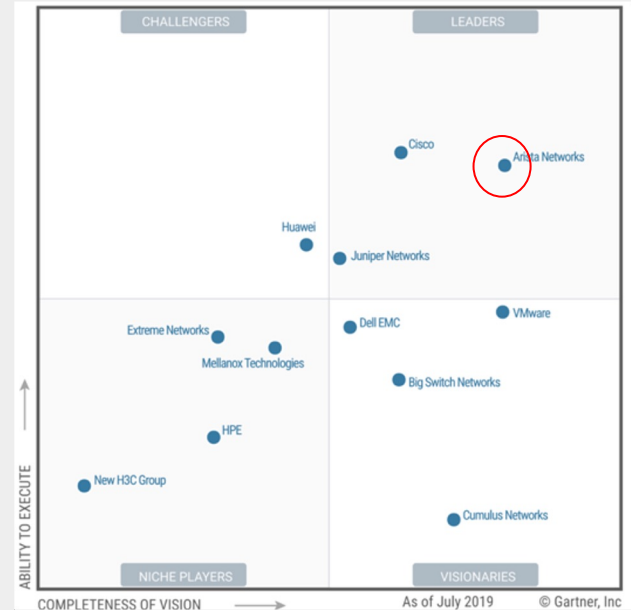 CHALLENGERS
LEADERS
Cisco
Arista Networks
Huawei
Juniper Networks
VMware
Dell EMC
Extreme Networks
Mellanox Technologies
Big Switch Networks
HPE
New H3C Group
Cumulus Networks
NICHE PLAYERS
VISIONARIES
ABILITY TO EXECUTE
COMPLETENESS OF VISION
As of July 2019
© Gartner, Inc